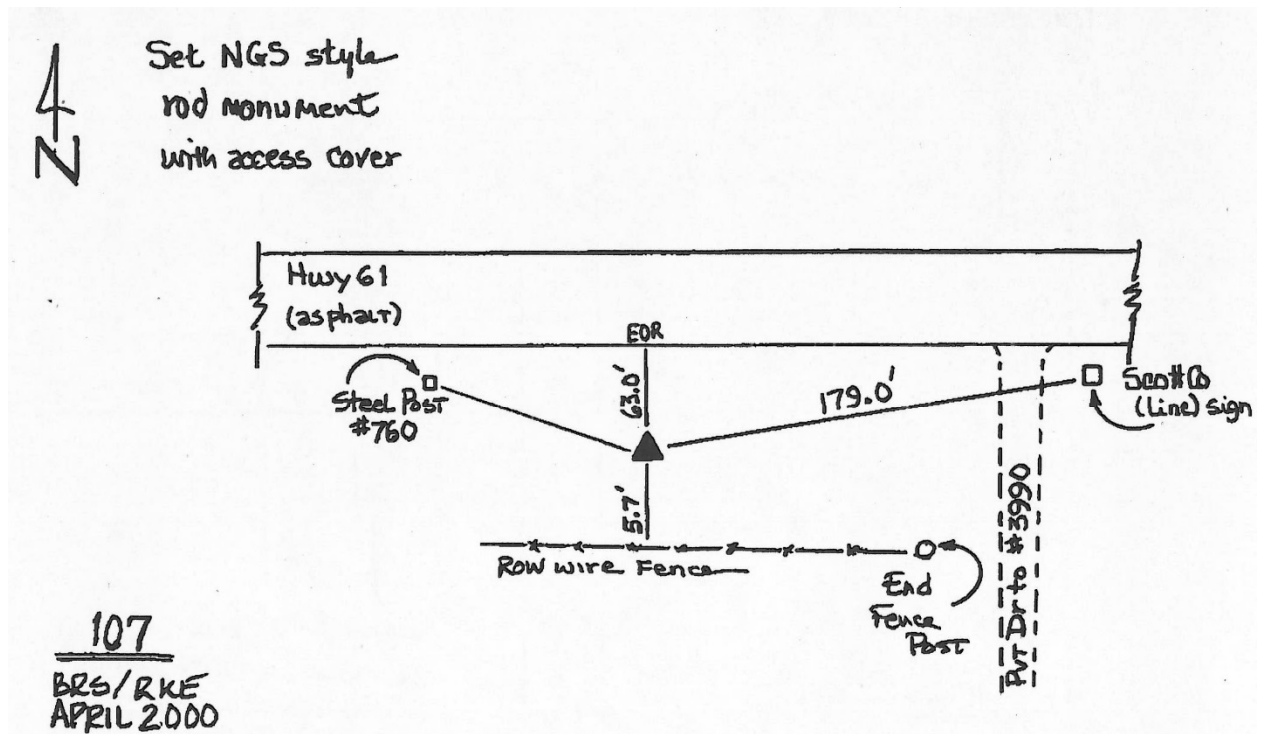 N
Set NGS style
rod monument
with access cover
Hwy 61
(asphalt)
EOR
Steel Post
#760
63.0'
179.0'
Scott Co
(Line) sign
5.7'
ROW wire Fence
End
Fence
Post
Pvt Dr to #3990
107
BRS/RKE
APRIL 2000